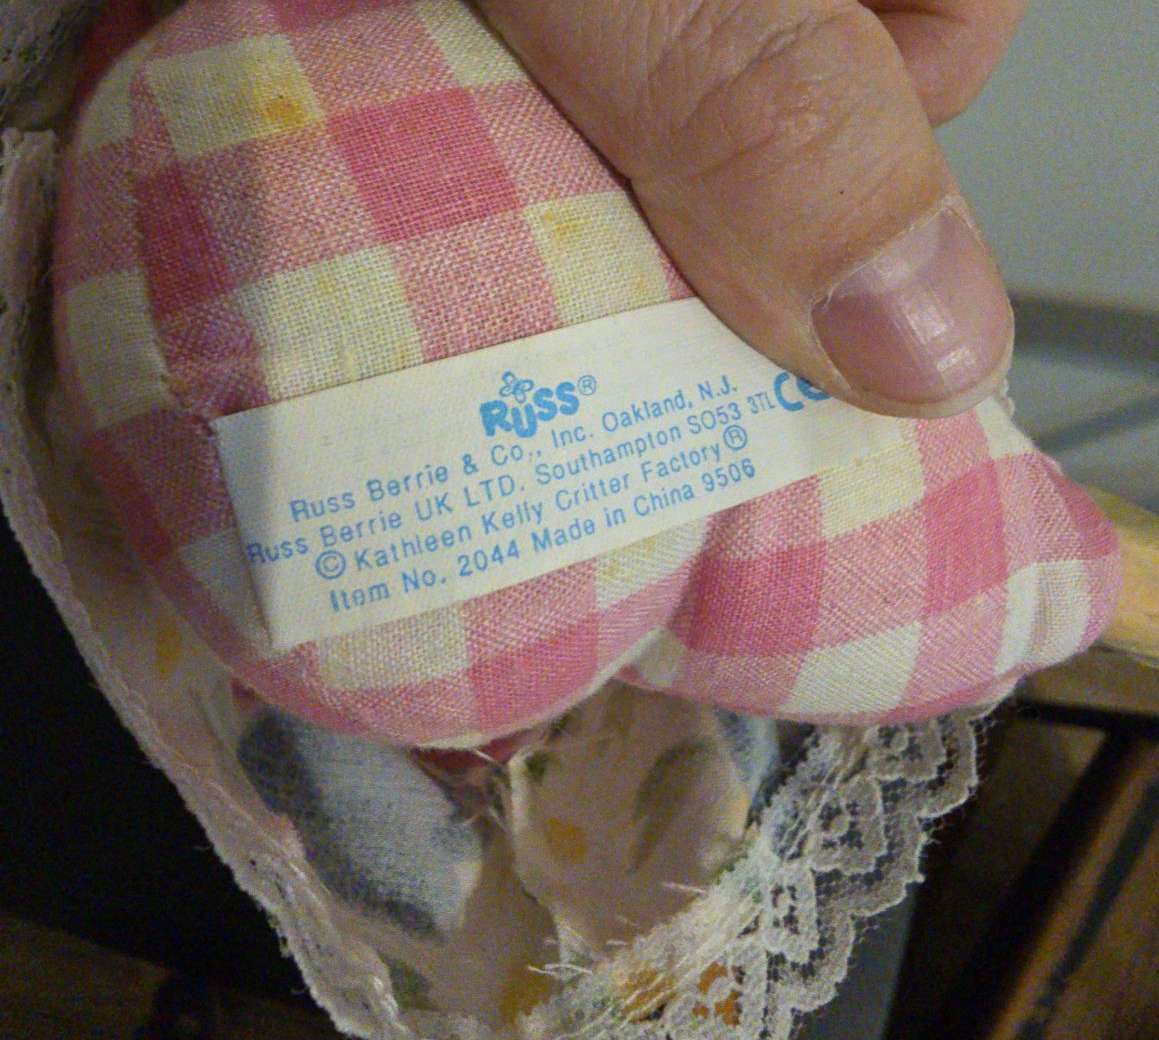 RUSS®
Russ Berrie & Co., Inc. Oakland, N.J.
Russ Berrie UK LTD. Southampton SO53 3TL CE
© Kathleen Kelly Critter Factory®
Item No. 2044 Made in China 9506